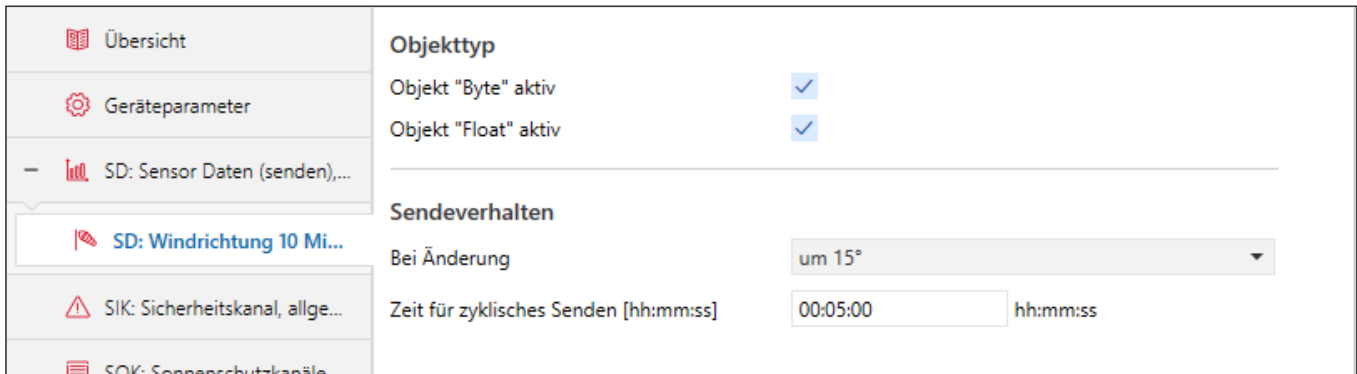 Übersicht
Geräteparameter
SD: Sensor Daten (senden),...
SD: Windrichtung 10 Mi...
SIK: Sicherheitskanal, allge...
SOK: Sonnenschutzkanäle
Objekttyp
Objekt "Byte" aktiv
Objekt "Float" aktiv
Sendeverhalten
Bei Änderung um 15°
Zeit für zyklisches Senden [hh:mm:ss] 00:05:00 hh:mm:ss